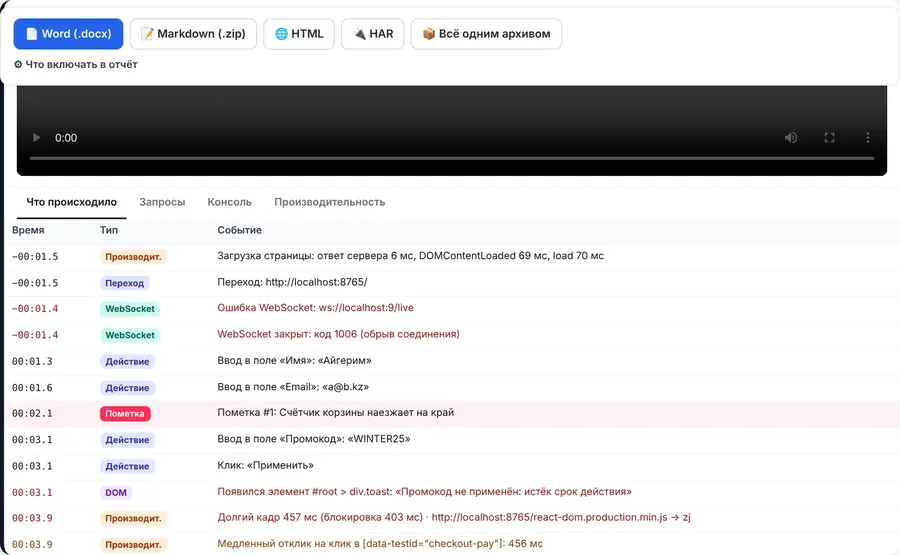 📄 Word (.docx) 📝 Markdown (.zip) 🌐 HTML 🔌 HAR 📦 Всё одним архивом
⚙ Что включать в отчёт
0:00
Что происходило Запросы Консоль Производительность
Время Тип Событие
−00:01.5 Производит. Загрузка страницы: ответ сервера 6 мс, DOMContentLoaded 69 мс, load 70 мс
−00:01.5 Переход Переход: http://localhost:8765/
−00:01.4 WebSocket Ошибка WebSocket: ws://localhost:9/live
−00:01.4 WebSocket WebSocket закрыт: код 1006 (обрыв соединения)
00:01.3 Действие Ввод в поле «Имя»: «Айгерим»
00:01.6 Действие Ввод в поле «Email»: «a@b.kz»
00:02.1 Пометка Пометка #1: Счётчик корзины наезжает на край
00:03.1 Действие Ввод в поле «Промокод»: «WINTER25»
00:03.1 Действие Клик: «Применить»
00:03.1 DOM Появился элемент #root > div.toast: «Промокод не применён: истёк срок действия»
00:03.9 Производит. Долгий кадр 457 мс (блокировка 403 мс) · http://localhost:8765/react-dom.production.min.js → zj
00:03.9 Производит. Медленный отклик на клик в [data-testid="checkout-pay"]: 456 мс